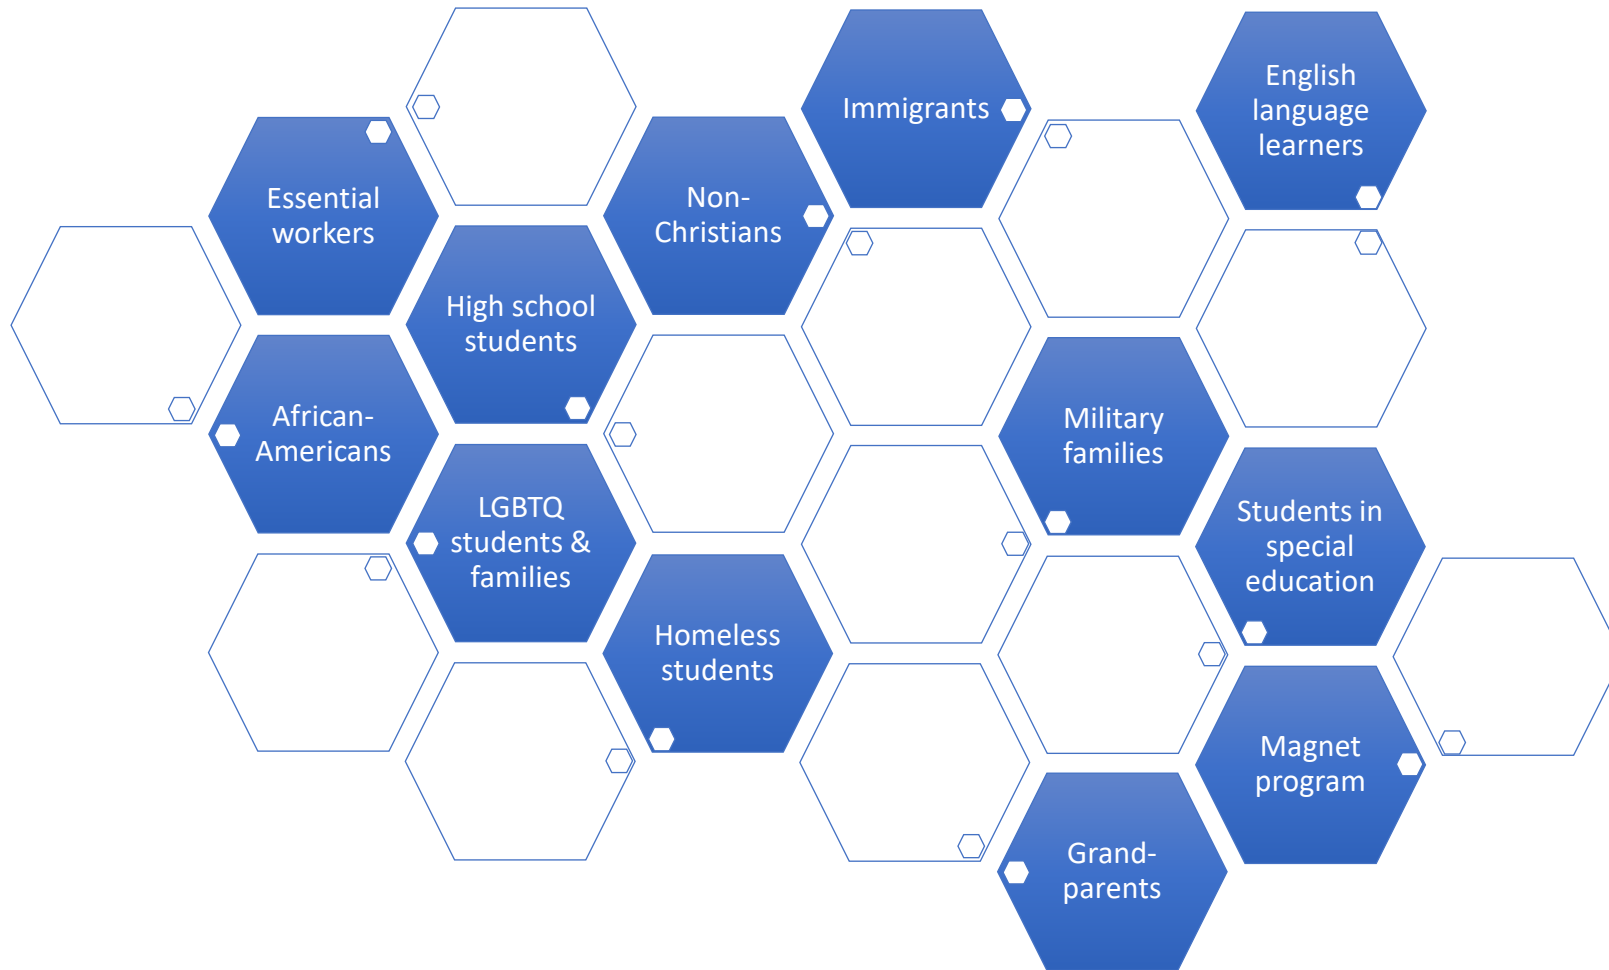 Immigrants
English
language
learners
Essential
workers
Non-
Christians
High school
students
African-
Americans
Military
families
LGBTQ
students &
families
Students in
special
education
Homeless
students
Magnet
program
Grand-
parents